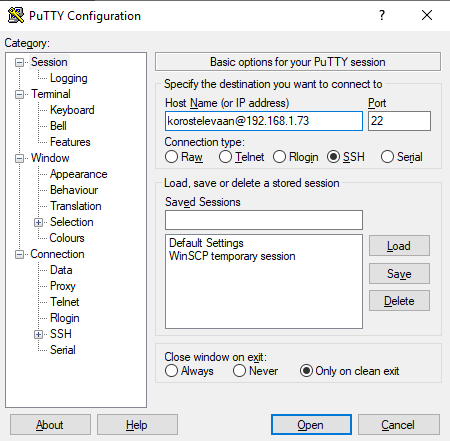 PuTTY Configuration ? ×
Category:
Session
Logging
Terminal
Keyboard
Bell
Features
Window
Appearance
Behaviour
Translation
Selection
Colours
Connection
Data
Proxy
Telnet
Rlogin
SSH
Serial
Basic options for your PuTTY session
Specify the destination you want to connect to
Host Name (or IP address) Port
korostelevaan@192.168.1.73 22
Connection type:
Raw Telnet Rlogin SSH Serial
Load, save or delete a stored session
Saved Sessions
Default Settings
WinSCP temporary session
Load
Save
Delete
Close window on exit:
Always Never Only on clean exit
About Help Open Cancel